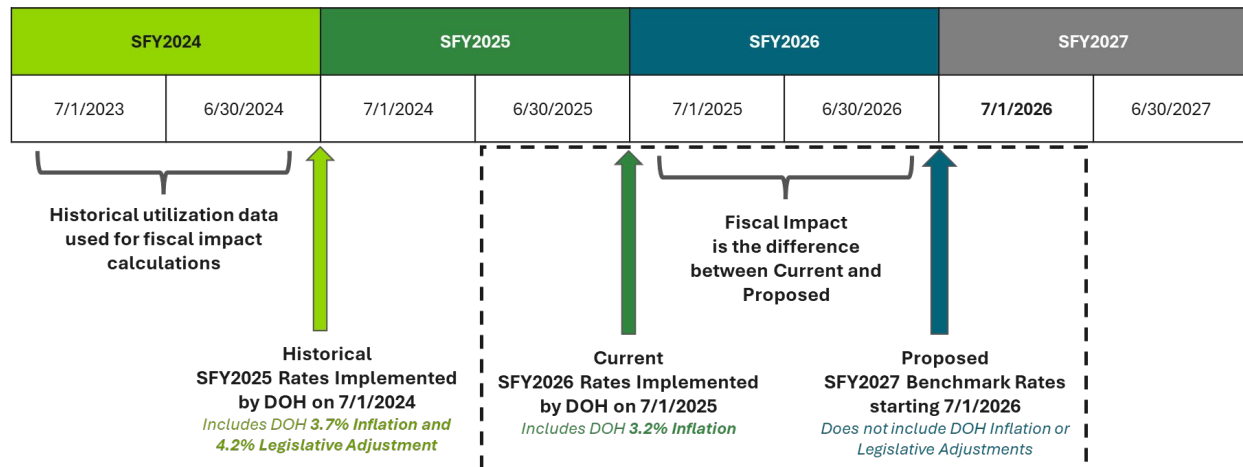 SFY2024
SFY2025
SFY2026
SFY2027
7/1/2023
6/30/2024
7/1/2024
6/30/2025
7/1/2025
6/30/2026
7/1/2026
6/30/2027
Historical utilization data
used for fiscal impact
calculations
Fiscal Impact
is the difference
between Current and
Proposed
Historical
SFY2025 Rates Implemented
by DOH on 7/1/2024
Includes DOH 3.7% Inflation and
4.2% Legislative Adjustment
Current
SFY2026 Rates Implemented
by DOH on 7/1/2025
Includes DOH 3.2% Inflation
Proposed
SFY2027 Benchmark Rates
starting 7/1/2026
Does not include DOH Inflation or
Legislative Adjustments